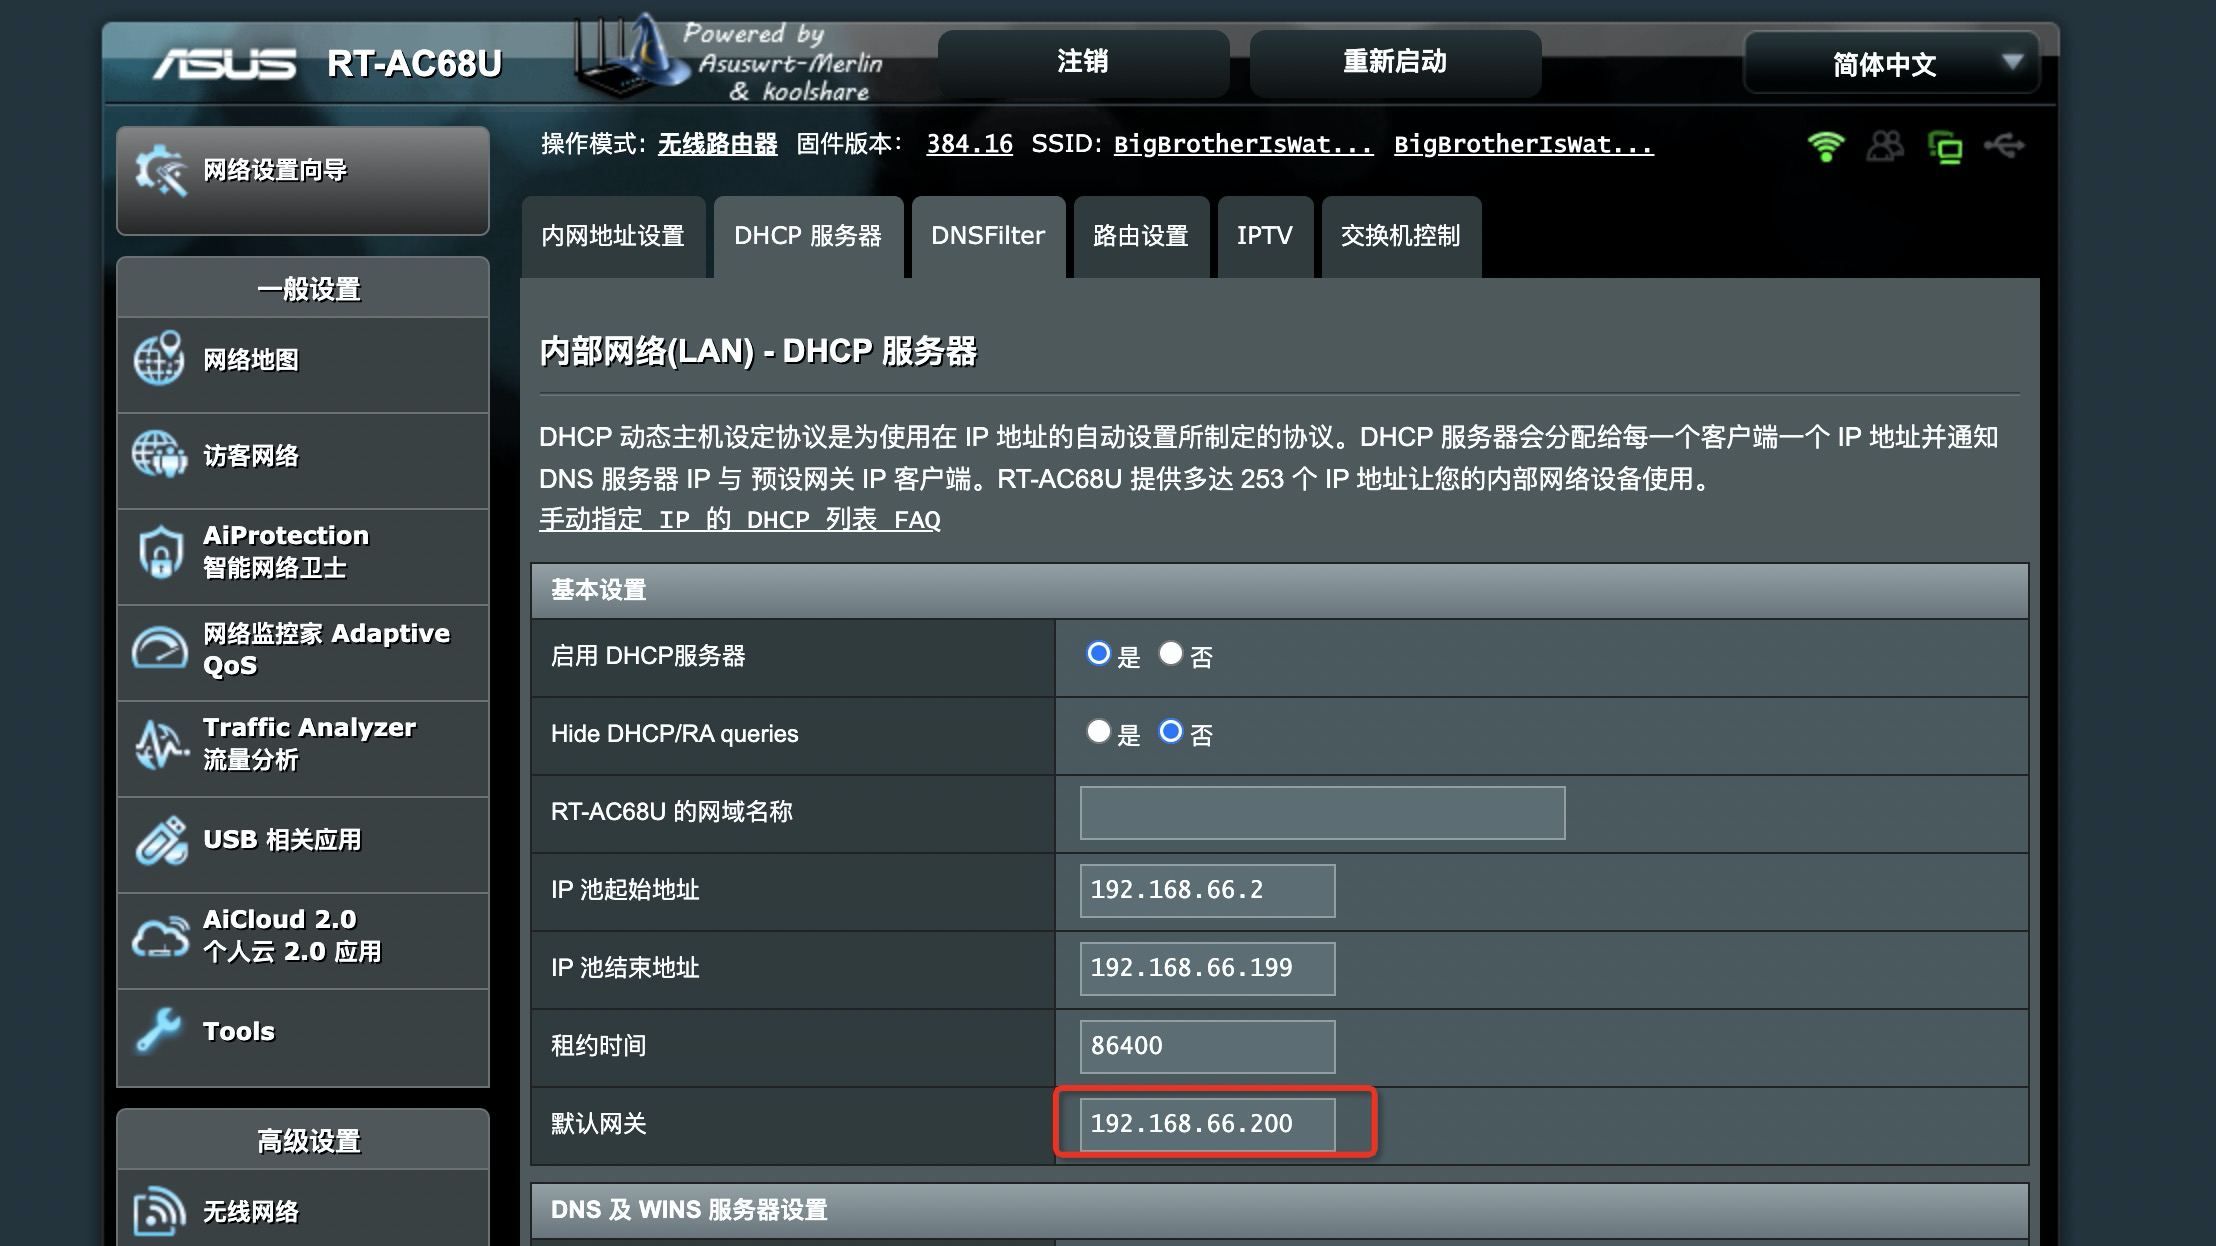 ASUS RT-AC68U
Powered by
Asuswrt-Merlin
& koolshare
注销
重新启动
简体中文
操作模式: 无线路由器 固件版本: 384.16 SSID: BigBrotherIsWat... BigBrotherIsWat...
网络设置向导
一般设置
网络地图
访客网络
AiProtection
智能网络卫士
网络监控家 Adaptive
QoS
Traffic Analyzer
流量分析
USB 相关应用
AiCloud 2.0
个人云 2.0 应用
Tools
高级设置
无线网络
内网地址设置
DHCP 服务器
DNSFilter
路由设置
IPTV
交换机控制
内部网络(LAN) - DHCP 服务器
DHCP 动态主机设定协议是为使用在 IP 地址的自动设置所制定的协议。DHCP 服务器会分配给每一个客户端一个 IP 地址并通知
DNS 服务器 IP 与 预设网关 IP 客户端。RT-AC68U 提供多达 253 个 IP 地址让您的内部网络设备使用。
手动指定 IP 的 DHCP 列表 FAQ
基本设置
启用 DHCP服务器 是 否
Hide DHCP/RA queries 是 否
RT-AC68U 的网域名称
IP 池起始地址 192.168.66.2
IP 池结束地址 192.168.66.199
租约时间 86400
默认网关 192.168.66.200
DNS 及 WINS 服务器设置